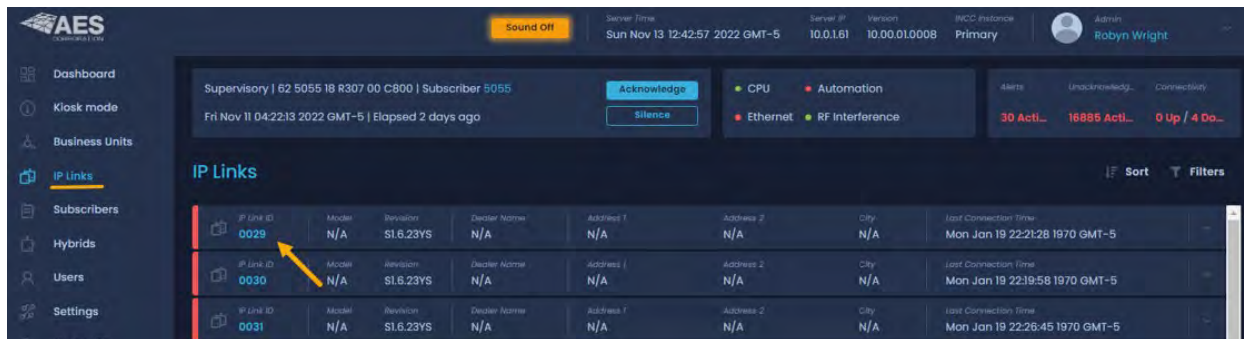 AES
CORPORATION
Sound Off
Server Time
Sun Nov 13 12:42:57 2022 GMT-5
Server IP
10.0.1.61
Version
10.00.01.0008
INCC Instance
Primary
Admin
Robyn Wright
Dashboard
Kiosk mode
Business Units
IP Links
Subscribers
Hybrids
Users
Settings
Supervisory | 62 5055 18 R307 00 C800 | Subscriber 5055
Fri Nov 11 04:22:13 2022 GMT-5 | Elapsed 2 days ago
Acknowledge
Silence
CPU
Automation
Ethernet
RF Interference
Alerts
30 Acti...
Unacknowledg...
16885 Acti...
Connectivity
0 Up / 4 Do...
IP Links
Sort
Filters
IP Link ID Model Revision Dealer Name Address 1 Address 2 City Last Connection Time
0029 N/A S1.6.23YS N/A N/A N/A N/A Mon Jan 19 22:21:28 1970 GMT-5
IP Link ID Model Revision Dealer Name Address 1 Address 2 City Last Connection Time
0030 N/A S1.6.23YS N/A N/A N/A N/A Mon Jan 19 22:19:58 1970 GMT-5
IP Link ID Model Revision Dealer Name Address 1 Address 2 City Last Connection Time
0031 N/A S1.6.23YS N/A N/A N/A N/A Mon Jan 19 22:26:45 1970 GMT-5